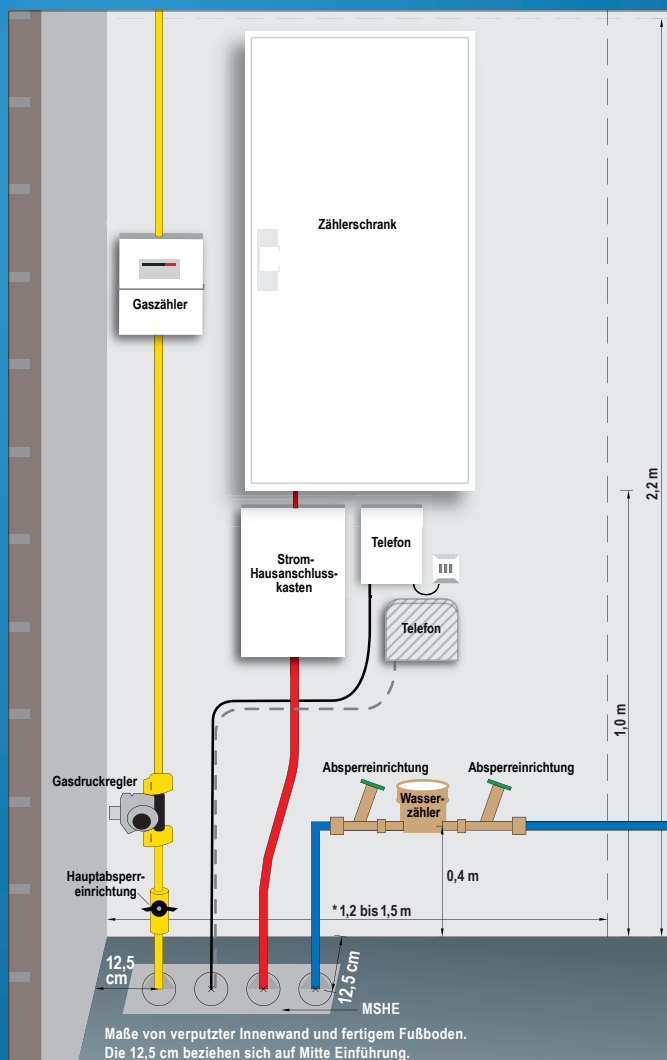 Zählerschrank
Gaszähler
2,2 m
Strom-
Hausanschluss-
kasten
Telefon
Telefon
1,0 m
Gasdruckregler
Absperreinrichtung
Absperreinrichtung
Wasser-
zähler
Hauptabsperr-
einrichtung
0,4 m
* 1,2 bis 1,5 m
12,5
cm
12,5 cm
MSHE
Maße von verputzter Innenwand und fertigem Fußboden.
Die 12,5 cm beziehen sich auf Mitte Einführung.